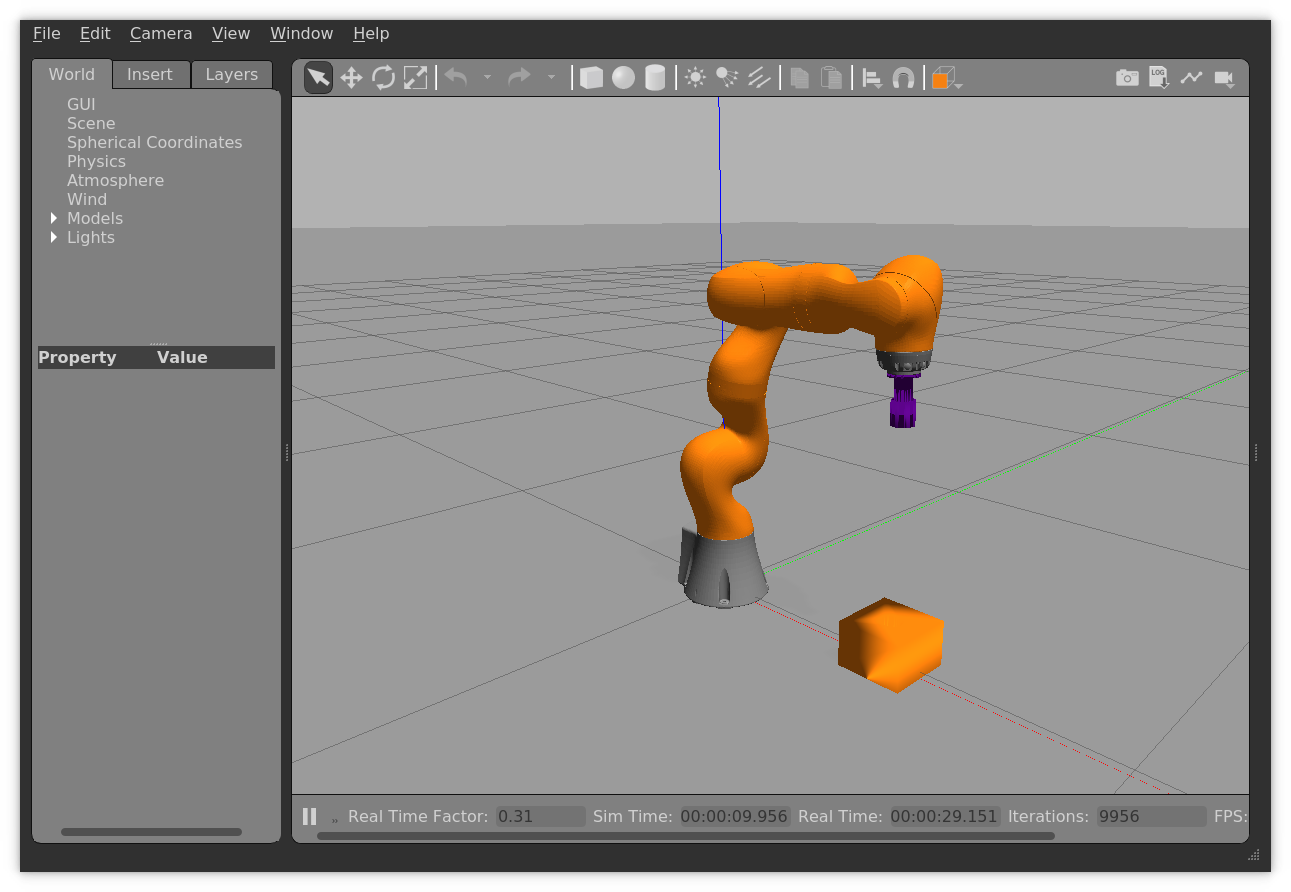 File Edit Camera View Window Help
World Insert Layers
LOG
GUI
Scene
Spherical Coordinates
Physics
Atmosphere
Wind
Models
Lights
Property Value
Real Time Factor: 0.31 Sim Time: 00:00:09.956 Real Time: 00:00:29.151 Iterations: 9956 FPS: